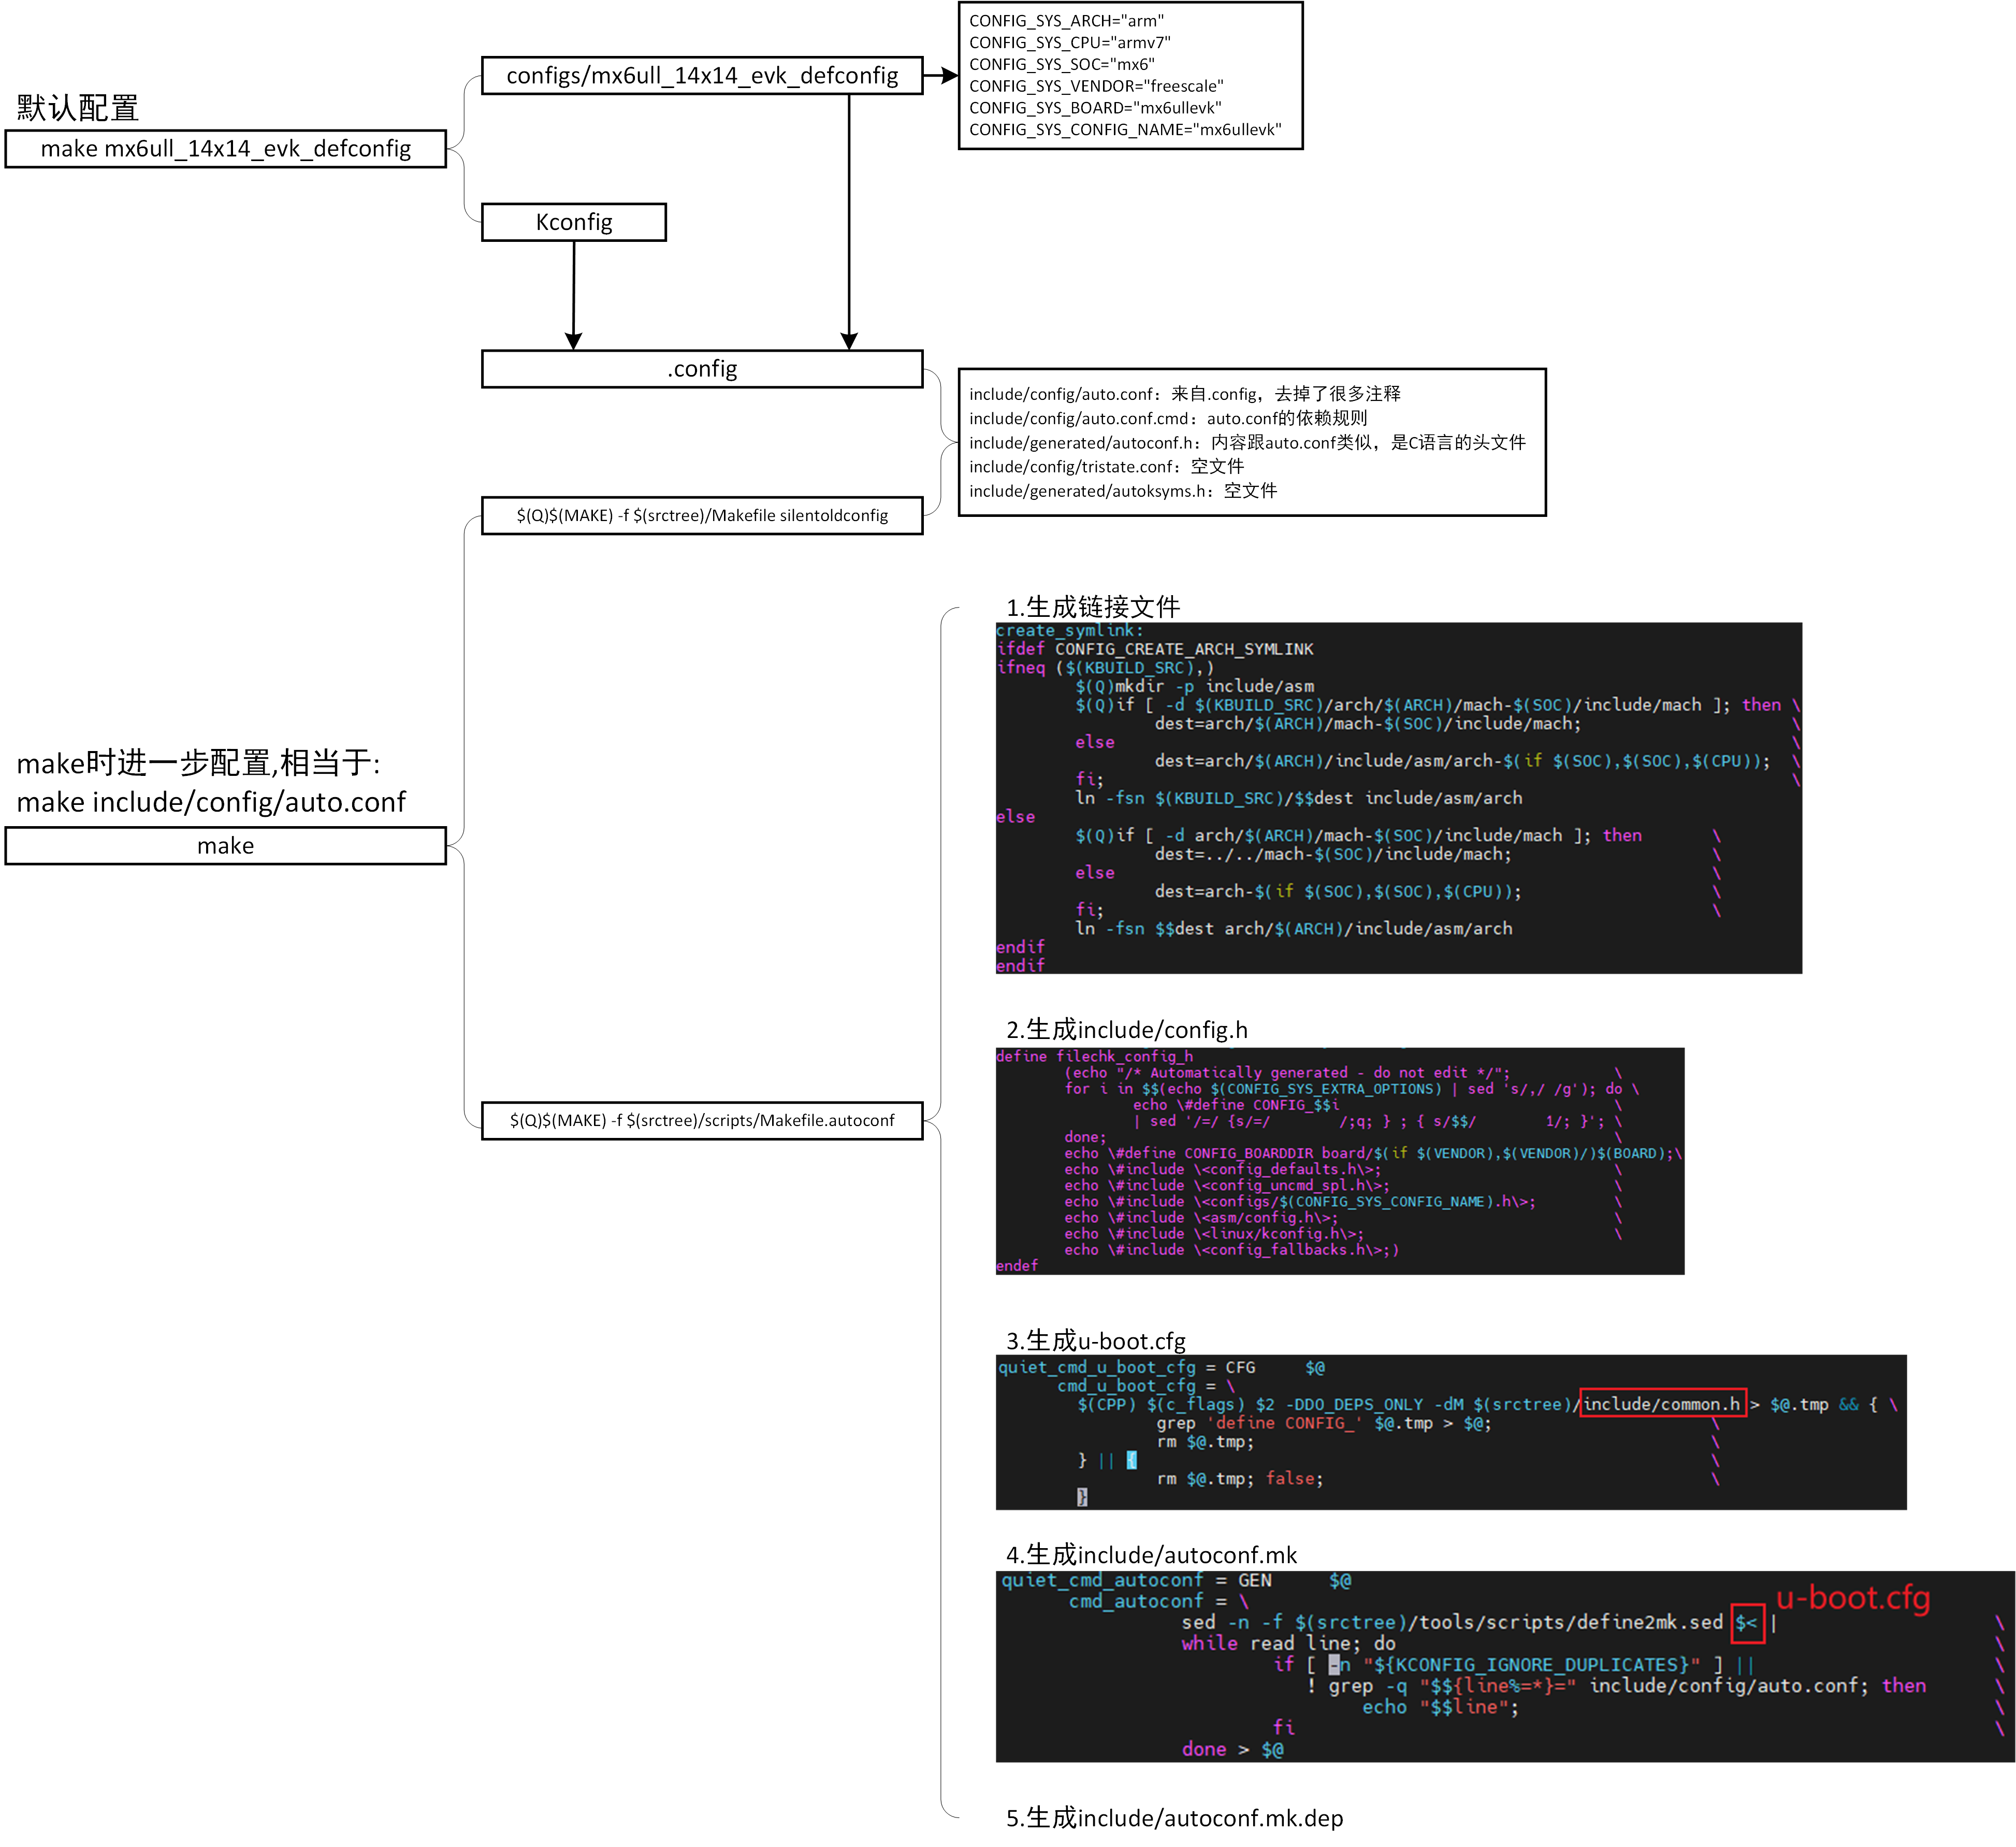 默认配置
make mx6ull_14x14_evk_defconfig
configs/mx6ull_14x14_evk_defconfig
CONFIG_SYS_ARCH="arm"
CONFIG_SYS_CPU="armv7"
CONFIG_SYS_SOC="mx6"
CONFIG_SYS_VENDOR="freescale"
CONFIG_SYS_BOARD="mx6ullevk"
CONFIG_SYS_CONFIG_NAME="mx6ullevk"
Kconfig
.config
include/config/auto.conf：来自.config，去掉了很多注释
include/config/auto.conf.cmd：auto.conf的依赖规则
include/generated/autoconf.h：内容跟auto.conf类似，是C语言的头文件
include/config/tristate.conf：空文件
include/generated/autoksyms.h：空文件
make时进一步配置,相当于:
make include/config/auto.conf
make
$(Q)$(MAKE) -f $(srctree)/Makefile silentoldconfig
$(Q)$(MAKE) -f $(srctree)/scripts/Makefile.autoconf
1.生成链接文件
create_symlink:
ifdef CONFIG_CREATE_ARCH_SYMLINK
ifneq ($(KBUILD_SRC),)
        $(Q)mkdir -p include/asm
        $(Q)if [ -d $(KBUILD_SRC)/arch/$(ARCH)/mach-$(SOC)/include/mach ]; then \
                dest=arch/$(ARCH)/mach-$(SOC)/include/mach;                     \
        else                                                                    \
                dest=arch/$(ARCH)/include/asm/arch-$(if $(SOC),$(SOC),$(CPU));  \
        fi;                                                                     \
        ln -fsn $(KBUILD_SRC)/$$dest include/asm/arch
else
        $(Q)if [ -d arch/$(ARCH)/mach-$(SOC)/include/mach ]; then       \
                dest=../../mach-$(SOC)/include/mach;                    \
        else                                                            \
                dest=arch-$(if $(SOC),$(SOC),$(CPU));                   \
        fi;                                                             \
        ln -fsn $$dest arch/$(ARCH)/include/asm/arch
endif
endif
2.生成include/config.h
define filechk_config_h
        (echo "/* Automatically generated - do not edit */";            \
        for i in $$(echo $(CONFIG_SYS_EXTRA_OPTIONS) | sed 's/,/ /g'); do \
                echo \#define CONFIG_$$i                                \
                | sed '/=/ {s/=/        /;q; } ; { s/$$/        1/; }'; \
        done;                                                           \
        echo \#define CONFIG_BOARDDIR board/$(if $(VENDOR),$(VENDOR)/)$(BOARD);\
        echo \#include \<config_defaults.h\>;                           \
        echo \#include \<config_uncmd_spl.h\>;                          \
        echo \#include \<configs/$(CONFIG_SYS_CONFIG_NAME).h\>;         \
        echo \#include \<asm/config.h\>;                                \
        echo \#include \<linux/kconfig.h\>;                             \
        echo \#include \<config_fallbacks.h\>;)
endef
3.生成u-boot.cfg
quiet_cmd_u_boot_cfg = CFG     $@
      cmd_u_boot_cfg = \
        $(CPP) $(c_flags) $2 -DDO_DEPS_ONLY -dM $(srctree)/include/common.h > $@.tmp && { \
                grep 'define CONFIG_' $@.tmp > $@;                      \
                rm $@.tmp;                                              \
        } || {                                                          \
                rm $@.tmp; false;                                       \
        }
4.生成include/autoconf.mk
quiet_cmd_autoconf = GEN     $@
      cmd_autoconf = \
                sed -n -f $(srctree)/tools/scripts/define2mk.sed $< |                    \
u-boot.cfg
                while read line; do                                                     \
                        if [ -n "${KCONFIG_IGNORE_DUPLICATES}" ] ||                     \
                           ! grep -q "$${line%=*}=" include/config/auto.conf; then      \
                                echo "$$line";                                          \
                        fi                                                              \
                done > $@
5.生成include/autoconf.mk.dep